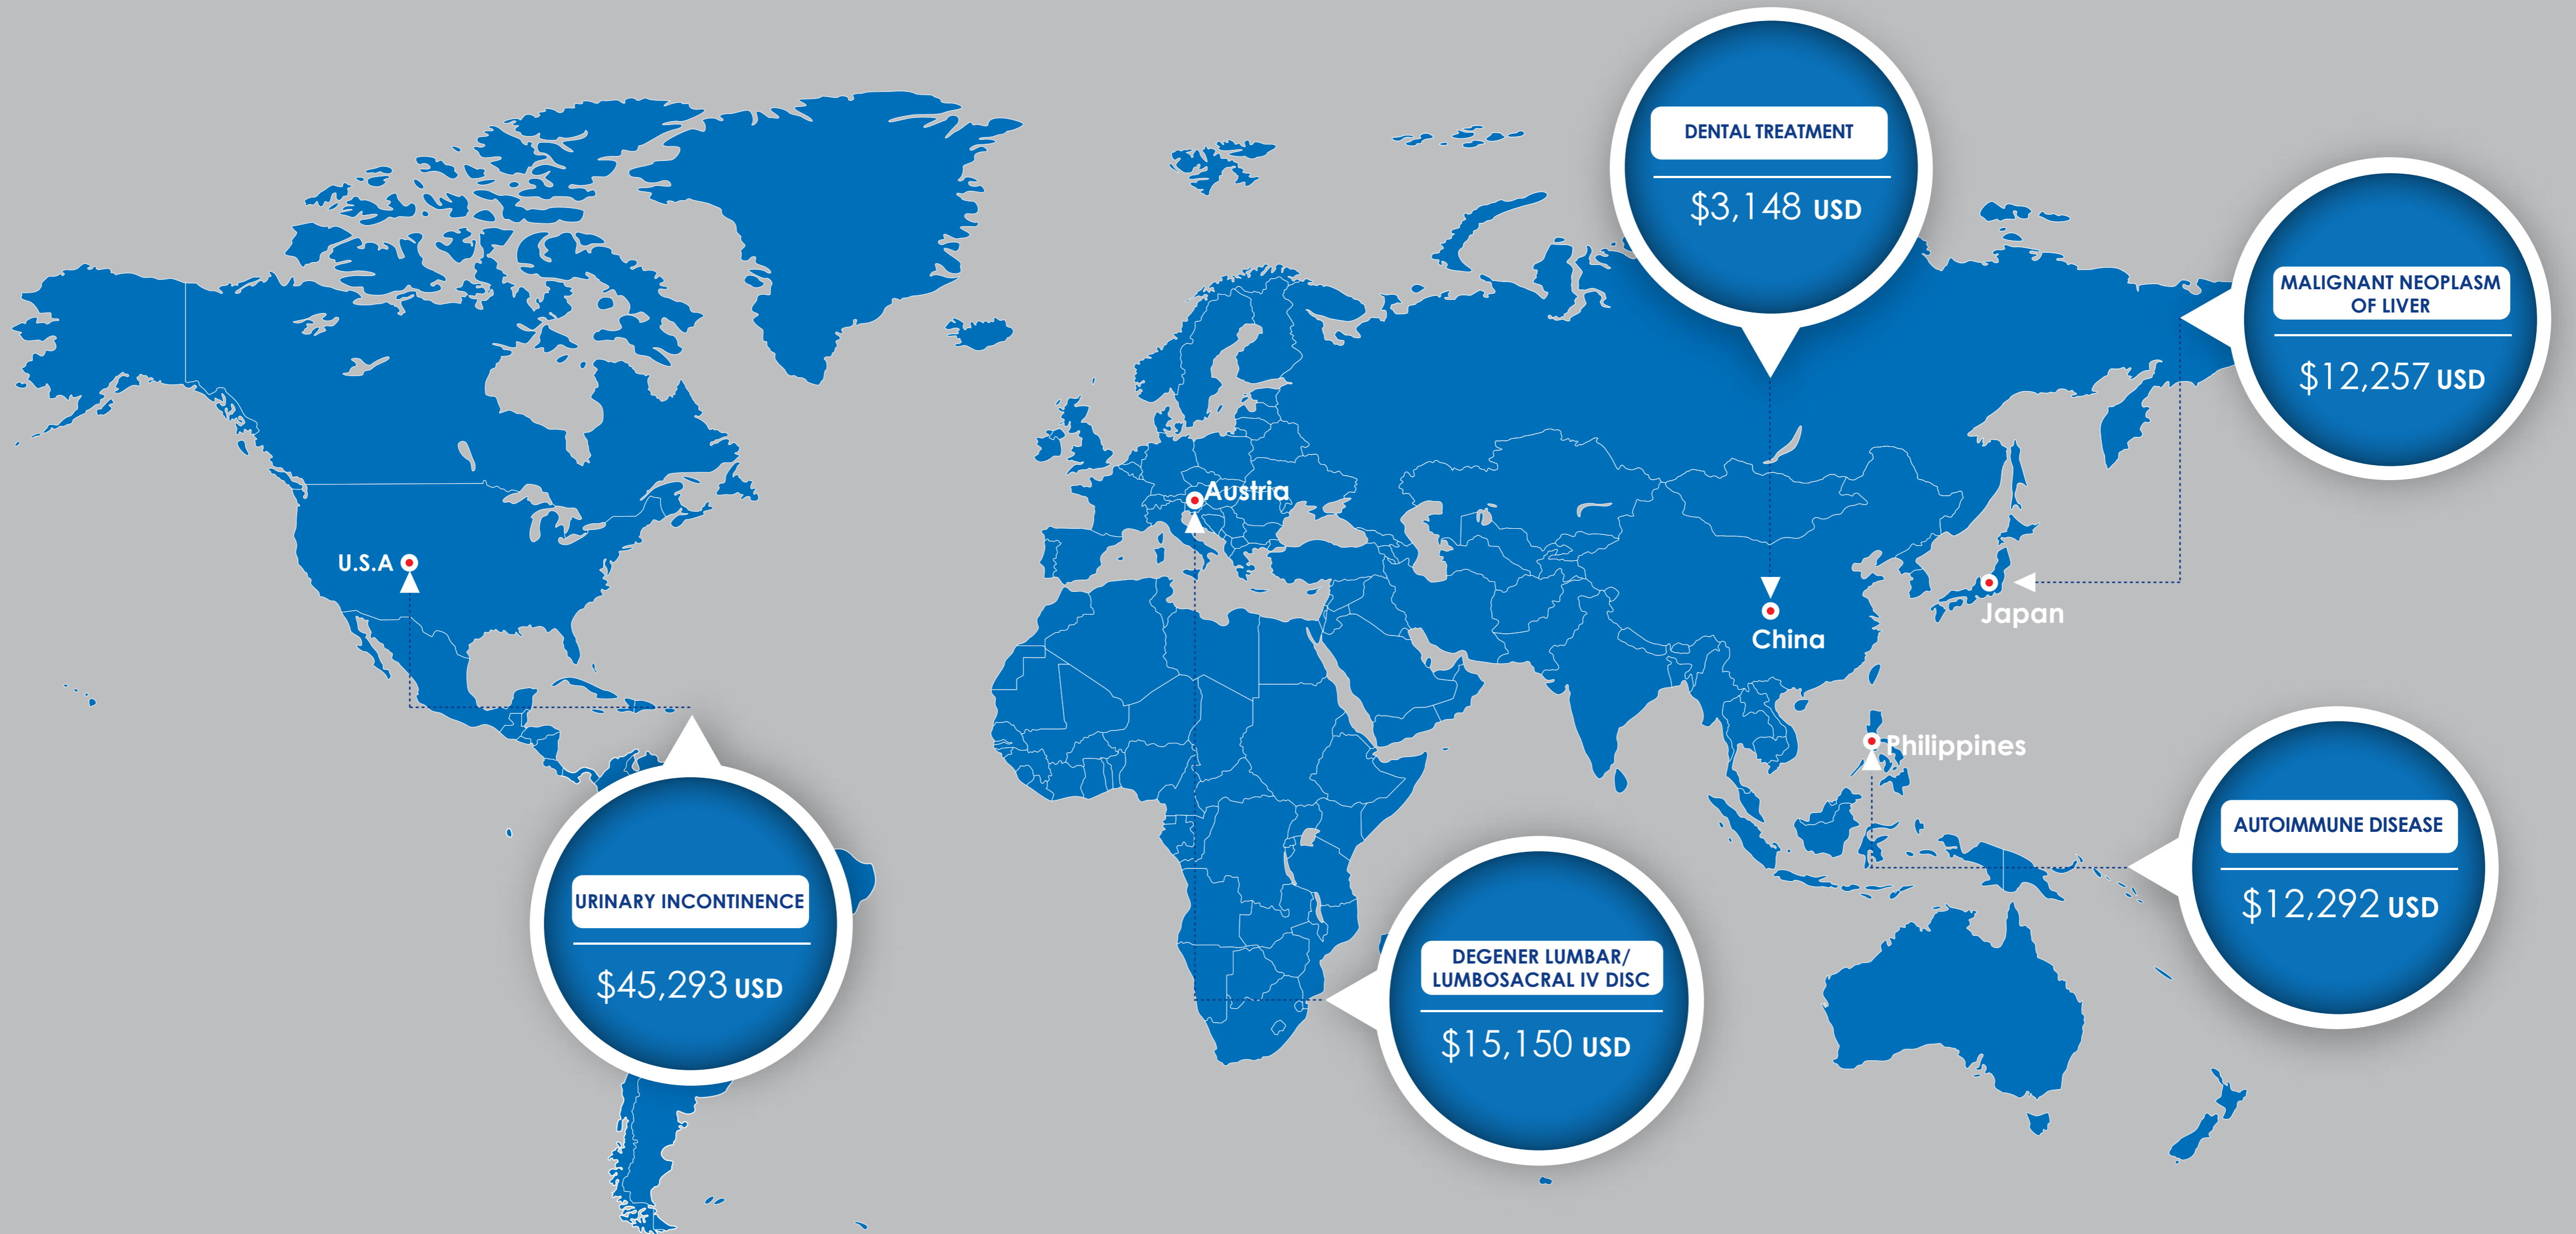 DENTAL TREATMENT
$3,148 USD
MALIGNANT NEOPLASM
OF LIVER
$12,257 USD
Austria
U.S.A
China
Japan
Philippines
AUTOIMMUNE DISEASE
$12,292 USD
URINARY INCONTINENCE
$45,293 USD
DEGENER LUMBAR/
LUMBOSACRAL IV DISC
$15,150 USD